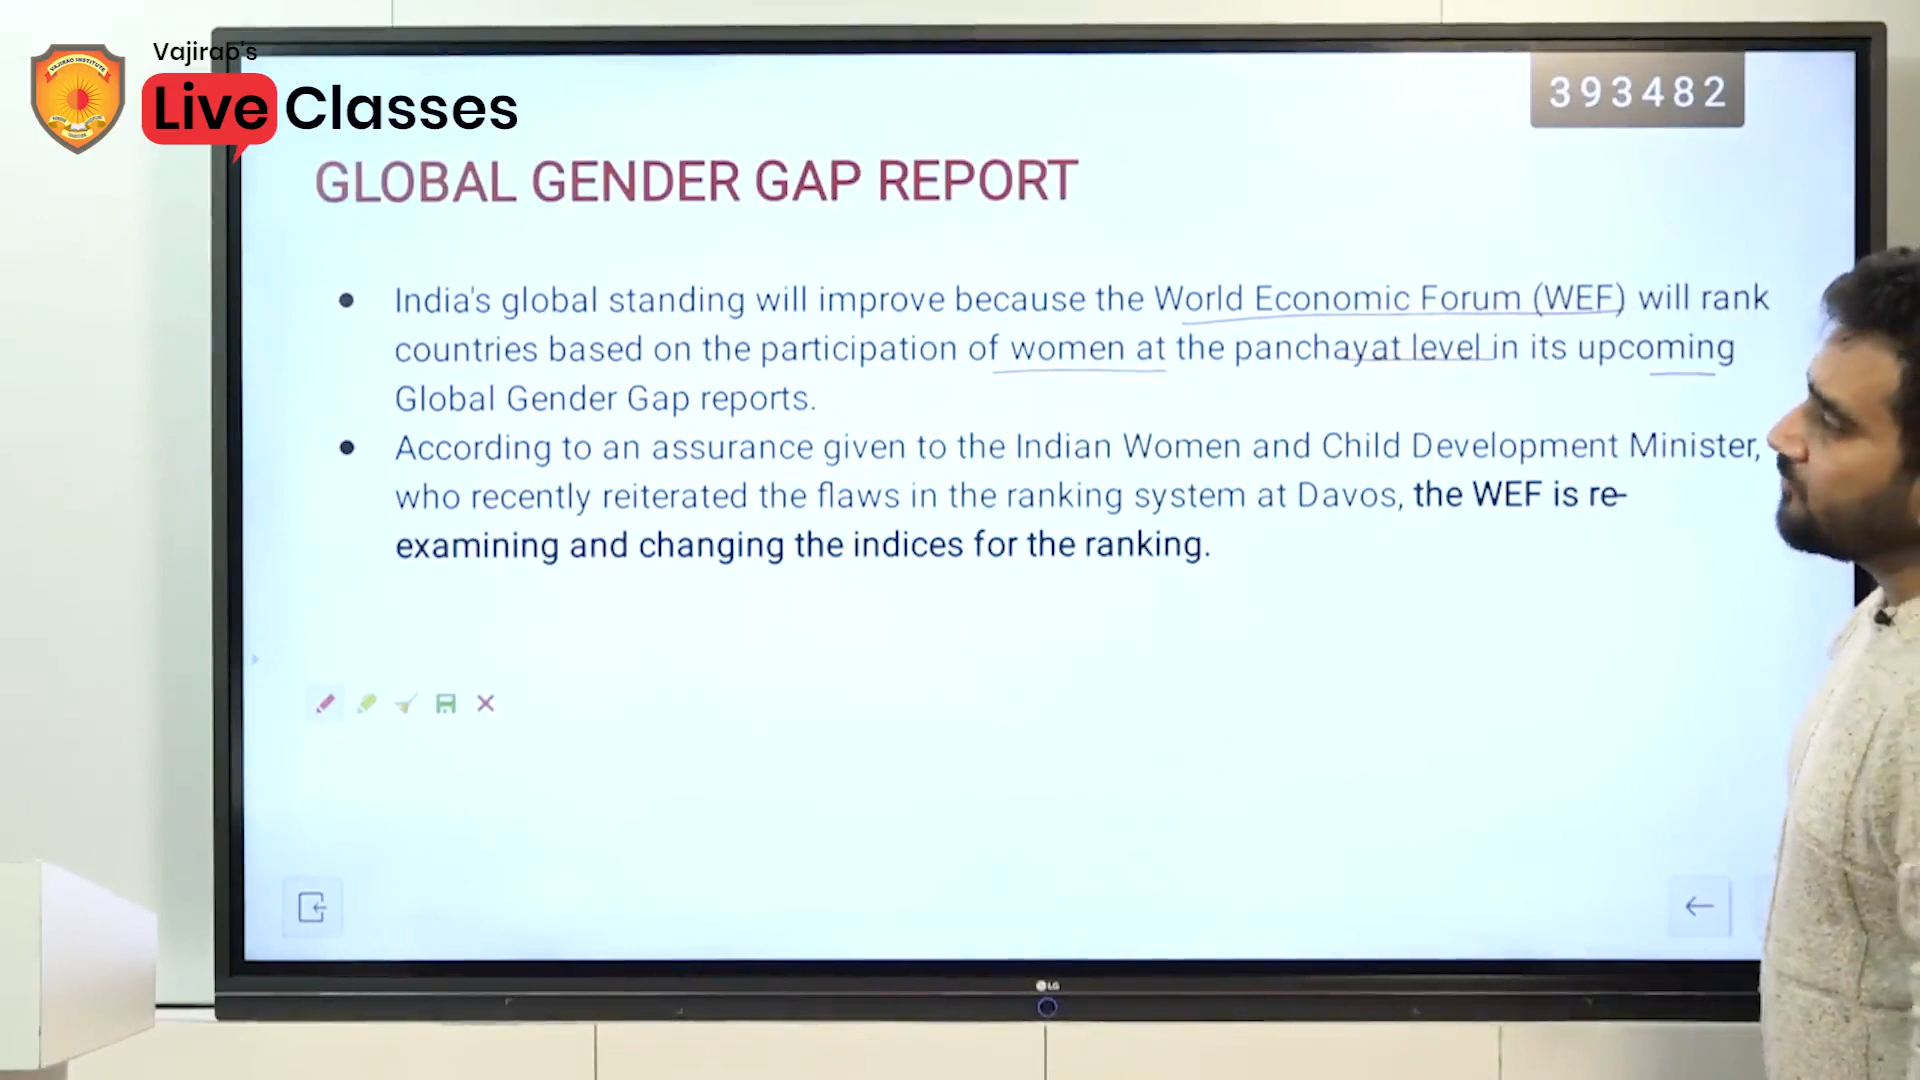 Vajirao's
Live Classes
VAJIRAO INSTITUTE
393482
GLOBAL GENDER GAP REPORT
● India's global standing will improve because the World Economic Forum (WEF) will rank
countries based on the participation of women at the panchayat level in its upcoming
Global Gender Gap reports.
● According to an assurance given to the Indian Women and Child Development Minister,
who recently reiterated the flaws in the ranking system at Davos, the WEF is re-
examining and changing the indices for the ranking.
LG